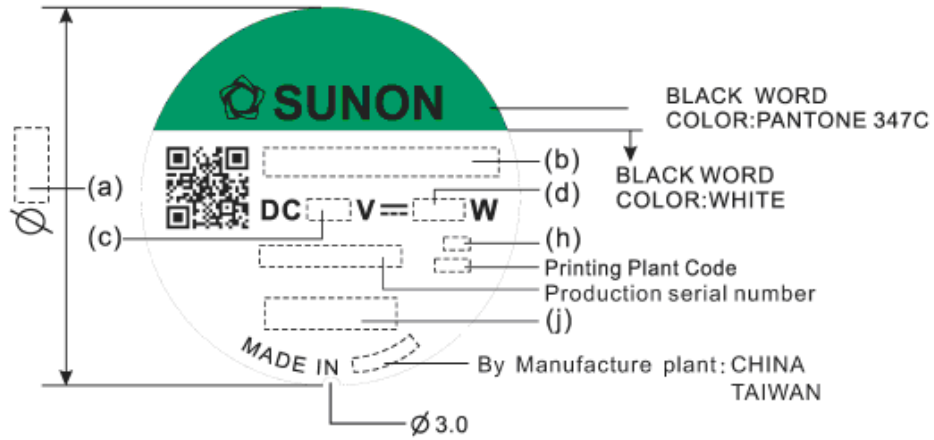 SUNON
BLACK WORD
COLOR:PANTONE 347C
(a)
(b)
BLACK WORD
COLOR:WHITE
(d)
DC V W
(c)
(h)
Printing Plant Code
Production serial number
(j)
MADE IN
By Manufacture plant: CHINA
TAIWAN
Ø
Ø 3.0